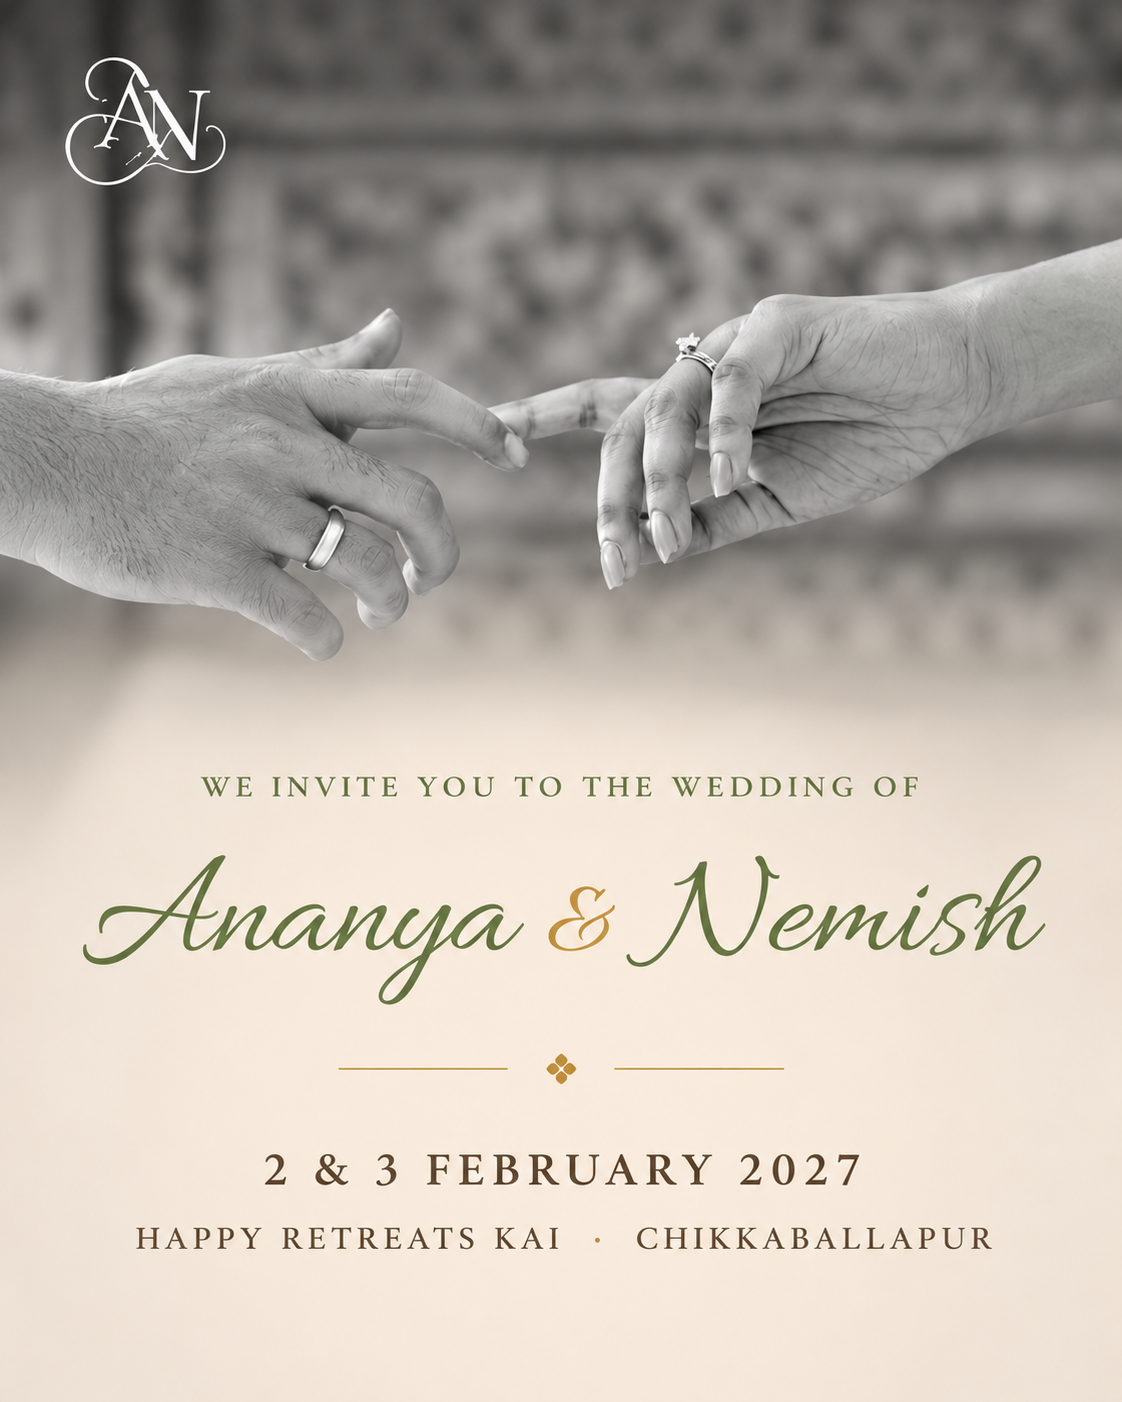 AN
WE INVITE YOU TO THE WEDDING OF
Ananya & Nemish
2 & 3 FEBRUARY 2027
HAPPY RETREATS KAI · CHIKKABALLAPUR